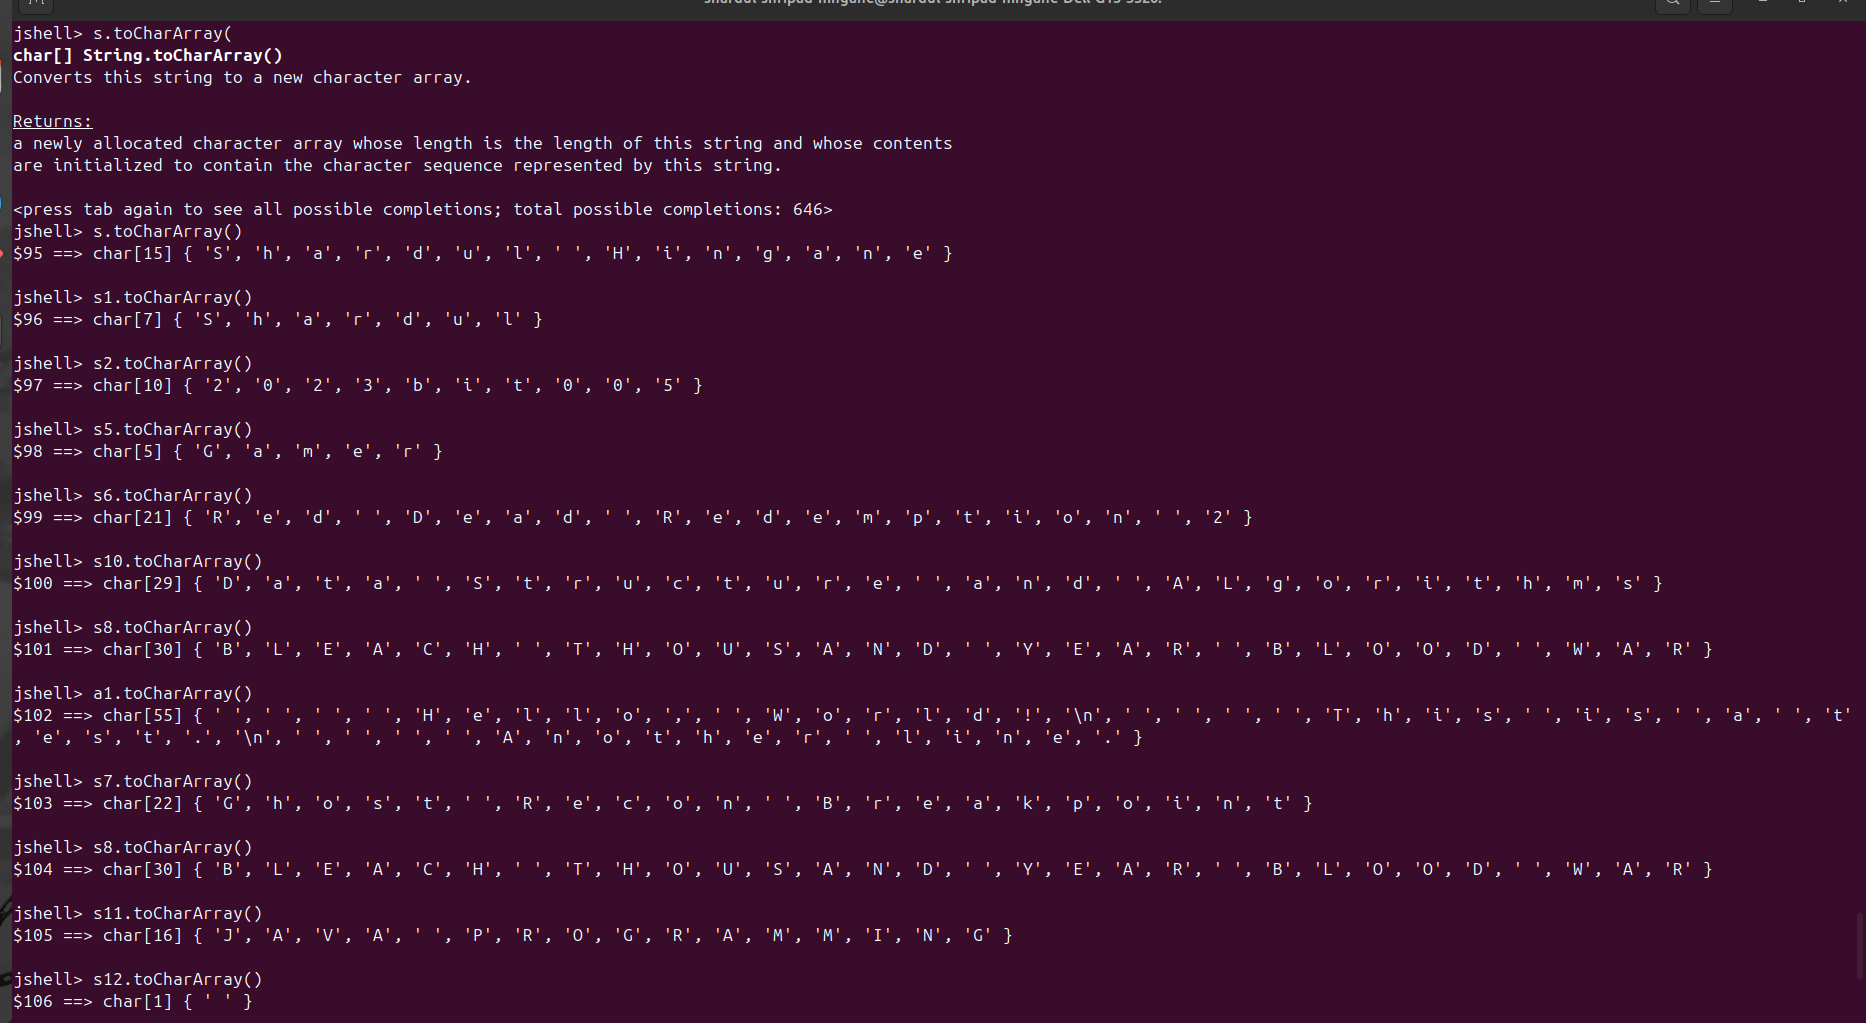 jshell> s.toCharArray(
char[] String.toCharArray()
Converts this string to a new character array.
Returns:
a newly allocated character array whose length is the length of this string and whose contents
are initialized to contain the character sequence represented by this string.
<press tab again to see all possible completions; total possible completions: 646>
jshell> s.toCharArray()
$95 ==> char[15] { 'S', 'h', 'a', 'r', 'd', 'u', 'l', ' ', 'H', 'i', 'n', 'g', 'a', 'n', 'e' }
jshell> s1.toCharArray()
$96 ==> char[7] { 'S', 'h', 'a', 'r', 'd', 'u', 'l' }
jshell> s2.toCharArray()
$97 ==> char[10] { '2', '0', '2', '3', 'b', 'i', 't', '0', '0', '5' }
jshell> s5.toCharArray()
$98 ==> char[5] { 'G', 'a', 'm', 'e', 'r' }
jshell> s6.toCharArray()
$99 ==> char[21] { 'R', 'e', 'd', ' ', 'D', 'e', 'a', 'd', ' ', 'R', 'e', 'd', 'e', 'm', 'p', 't', 'i', 'o', 'n', ' ', '2' }
jshell> s10.toCharArray()
$100 ==> char[29] { 'D', 'a', 't', 'a', ' ', 'S', 't', 'r', 'u', 'c', 't', 'u', 'r', 'e', ' ', 'a', 'n', 'd', ' ', 'A', 'L', 'g', 'o', 'r', 'i', 't', 'h', 'm', 's' }
jshell> s8.toCharArray()
$101 ==> char[30] { 'B', 'L', 'E', 'A', 'C', 'H', ' ', 'T', 'H', 'O', 'U', 'S', 'A', 'N', 'D', ' ', 'Y', 'E', 'A', 'R', ' ', 'B', 'L', 'O', 'O', 'D', ' ', 'W', 'A', 'R' }
jshell> a1.toCharArray()
$102 ==> char[55] { ' ', ' ', ' ', ' ', 'H', 'e', 'l', 'l', 'o', ',', ' ', 'W', 'o', 'r', 'l', 'd', '!', '\n', ' ', ' ', ' ', ' ', 'T', 'h', 'i', 's', ' ', 'i', 's', ' ', 'a', ' ', 't'
, 'e', 's', 't', '.', '\n', ' ', ' ', ' ', ' ', 'A', 'n', 'o', 't', 'h', 'e', 'r', ' ', 'l', 'i', 'n', 'e', '.' }
jshell> s7.toCharArray()
$103 ==> char[22] { 'G', 'h', 'o', 's', 't', ' ', 'R', 'e', 'c', 'o', 'n', ' ', 'B', 'r', 'e', 'a', 'k', 'p', 'o', 'i', 'n', 't' }
jshell> s8.toCharArray()
$104 ==> char[30] { 'B', 'L', 'E', 'A', 'C', 'H', ' ', 'T', 'H', 'O', 'U', 'S', 'A', 'N', 'D', ' ', 'Y', 'E', 'A', 'R', ' ', 'B', 'L', 'O', 'O', 'D', ' ', 'W', 'A', 'R' }
jshell> s11.toCharArray()
$105 ==> char[16] { 'J', 'A', 'V', 'A', ' ', 'P', 'R', 'O', 'G', 'R', 'A', 'M', 'M', 'I', 'N', 'G' }
jshell> s12.toCharArray()
$106 ==> char[1] { ' ' }